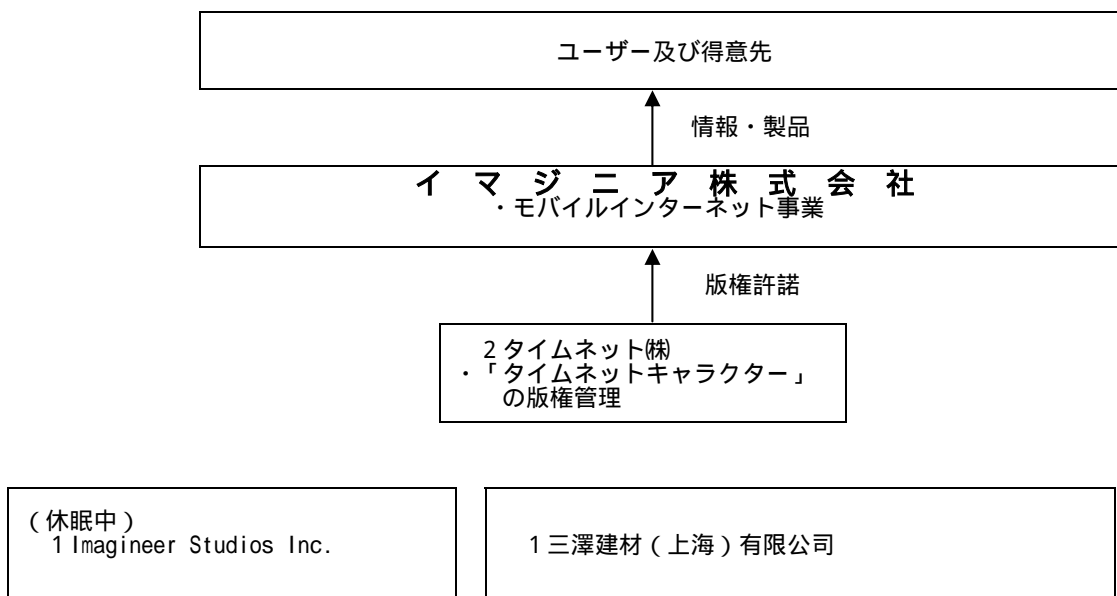 ユーザー及び得意先
情報・製品
イマジニア株式会社
・モバイルインターネット事業
版権許諾
2タイムネット㈱
・「タイムネットキャラクター」
の版権管理
(休眠中)
1 Imagineer Studios Inc.
1三澤建材(上海)有限公司